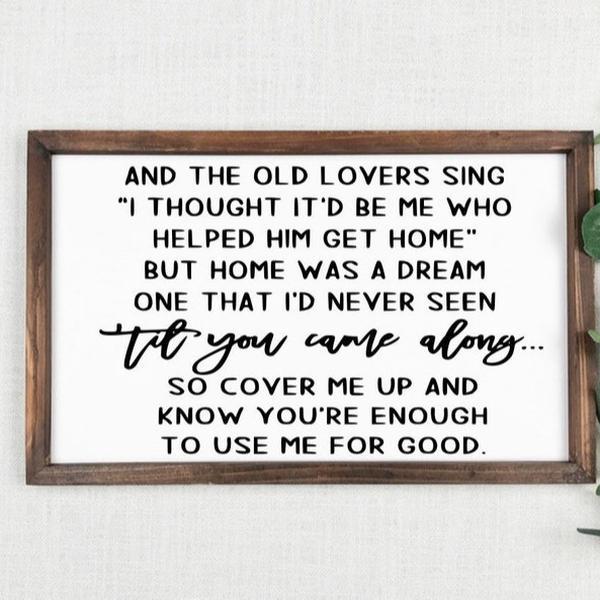 AND THE OLD LOVERS SING
"I THOUGHT IT'D BE ME WHO
HELPED HIM GET HOME"
BUT HOME WAS A DREAM
ONE THAT I'D NEVER SEEN
'til you came along...
SO COVER ME UP AND
KNOW YOU'RE ENOUGH
TO USE ME FOR GOOD.